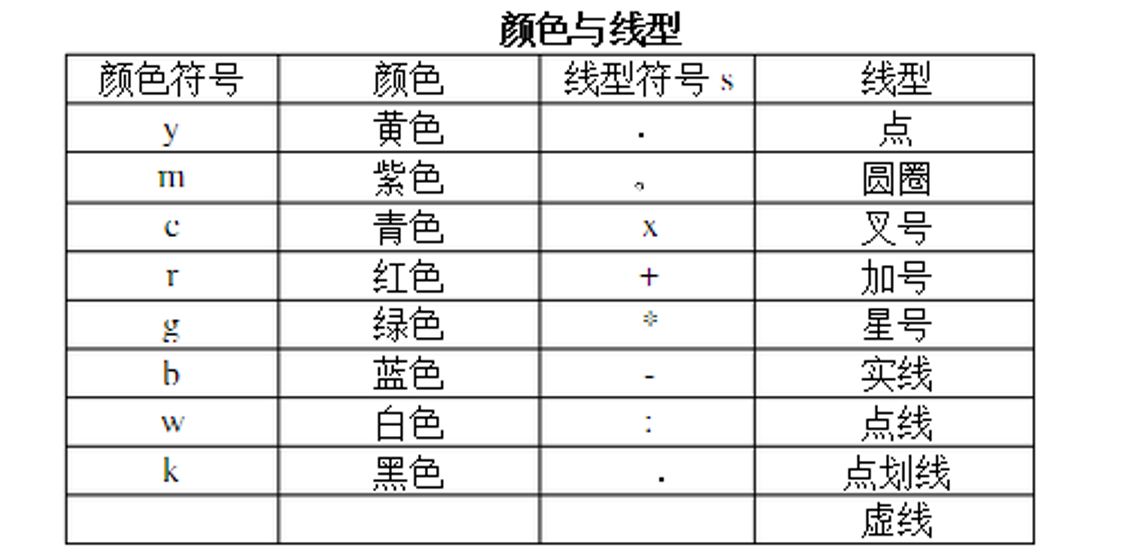 颜色与线型
颜色符号 颜色 线型符号 s 线型
y 黄色 . 点
m 紫色 。 圆圈
c 青色 x 叉号
r 红色 + 加号
g 绿色 * 星号
b 蓝色 - 实线
w 白色 : 点线
k 黑色 . 点划线
虚线